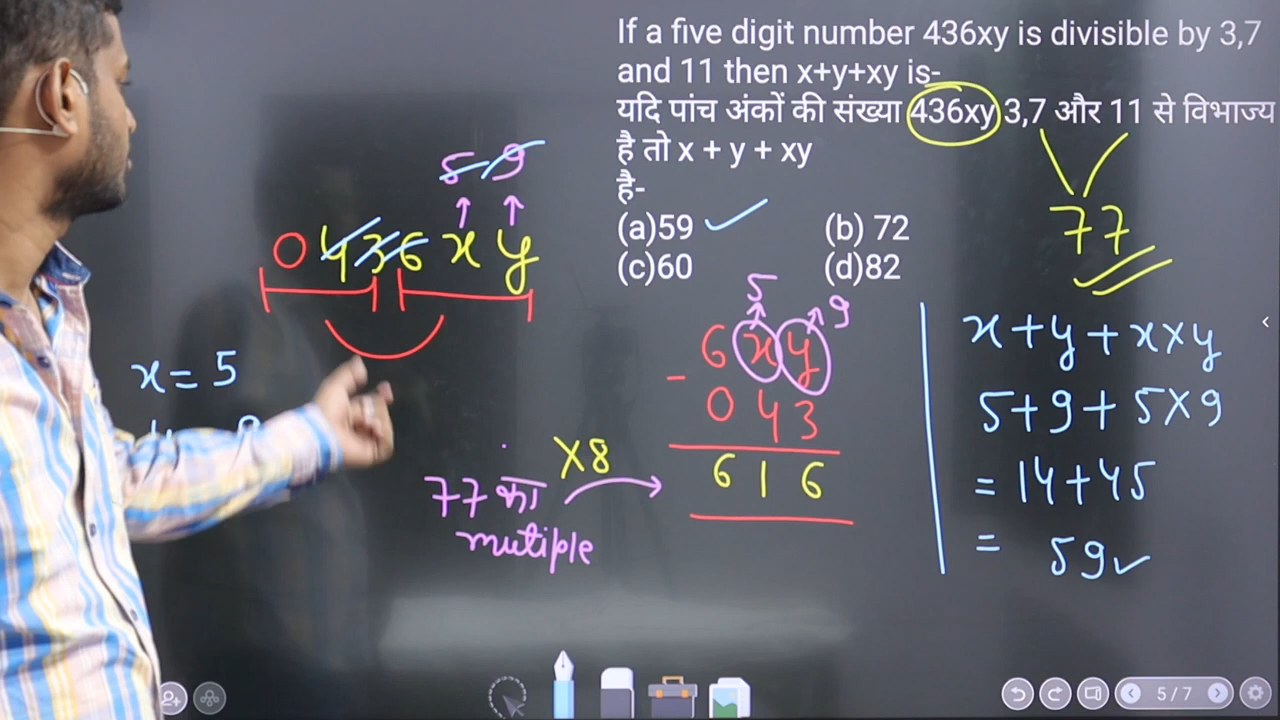 If a five digit number 436xy is divisible by 3,7
and 11 then x+y+xy is-
यदि पांच अंकों की संख्या 436xy 3,7 और 11 से विभाज्य
है तो x + y + xy
है-
(a)59 (b) 72
(c)60 (d)82
77
5 9
0 4 3 6 x y
x = 5
5 9
6 x y
- 0 4 3
6 1 6
77 का ×8
mutiple
x+y+x×y
5+9+5×9
= 14+45
= 59
5 / 7